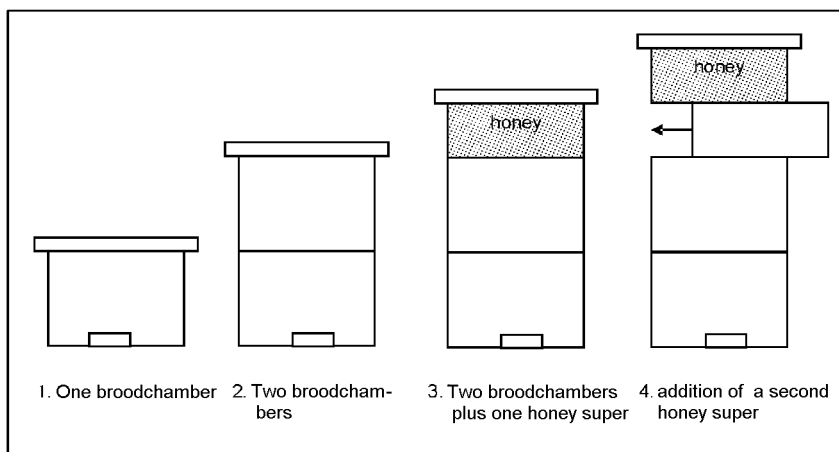 honey
honey
1. One broodchamber
2. Two broodcham-
bers
3. Two broodchambers
plus one honey super
4. addition of a second
honey super